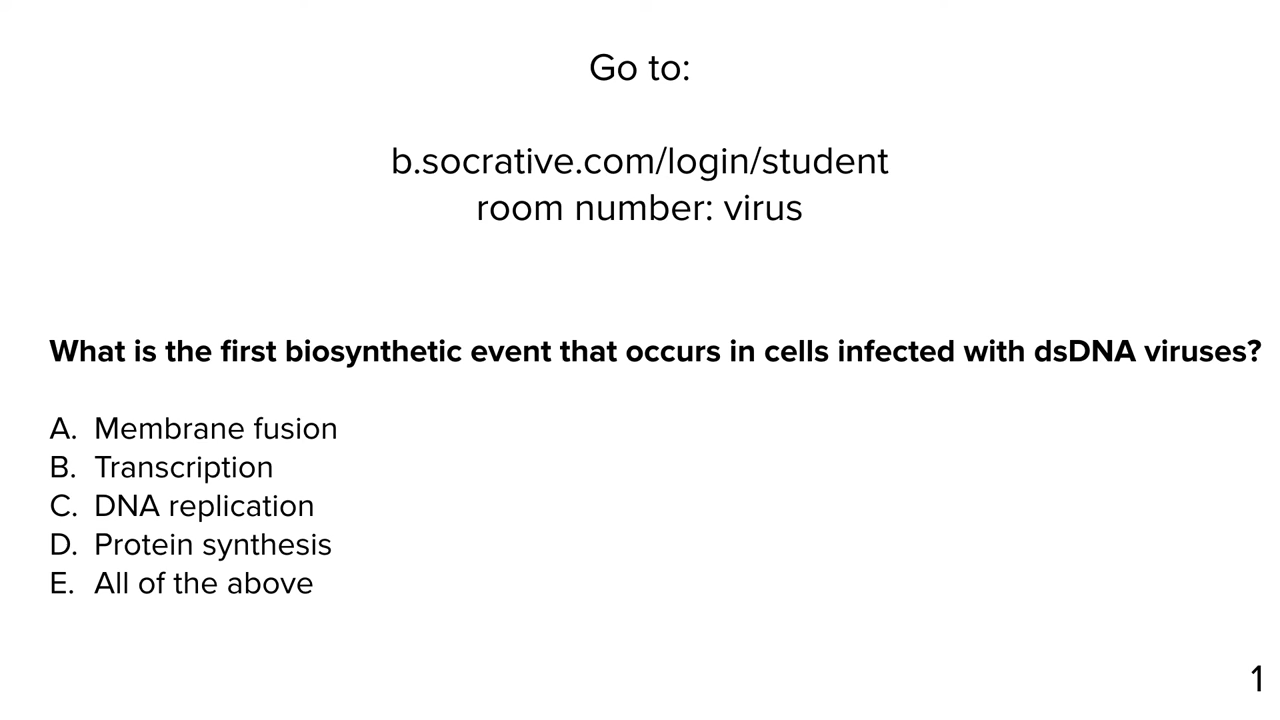 Go to:
b.socrative.com/login/student
room number: virus
What is the first biosynthetic event that occurs in cells infected with dsDNA viruses?
A. Membrane fusion
B. Transcription
C. DNA replication
D. Protein synthesis
E. All of the above
1